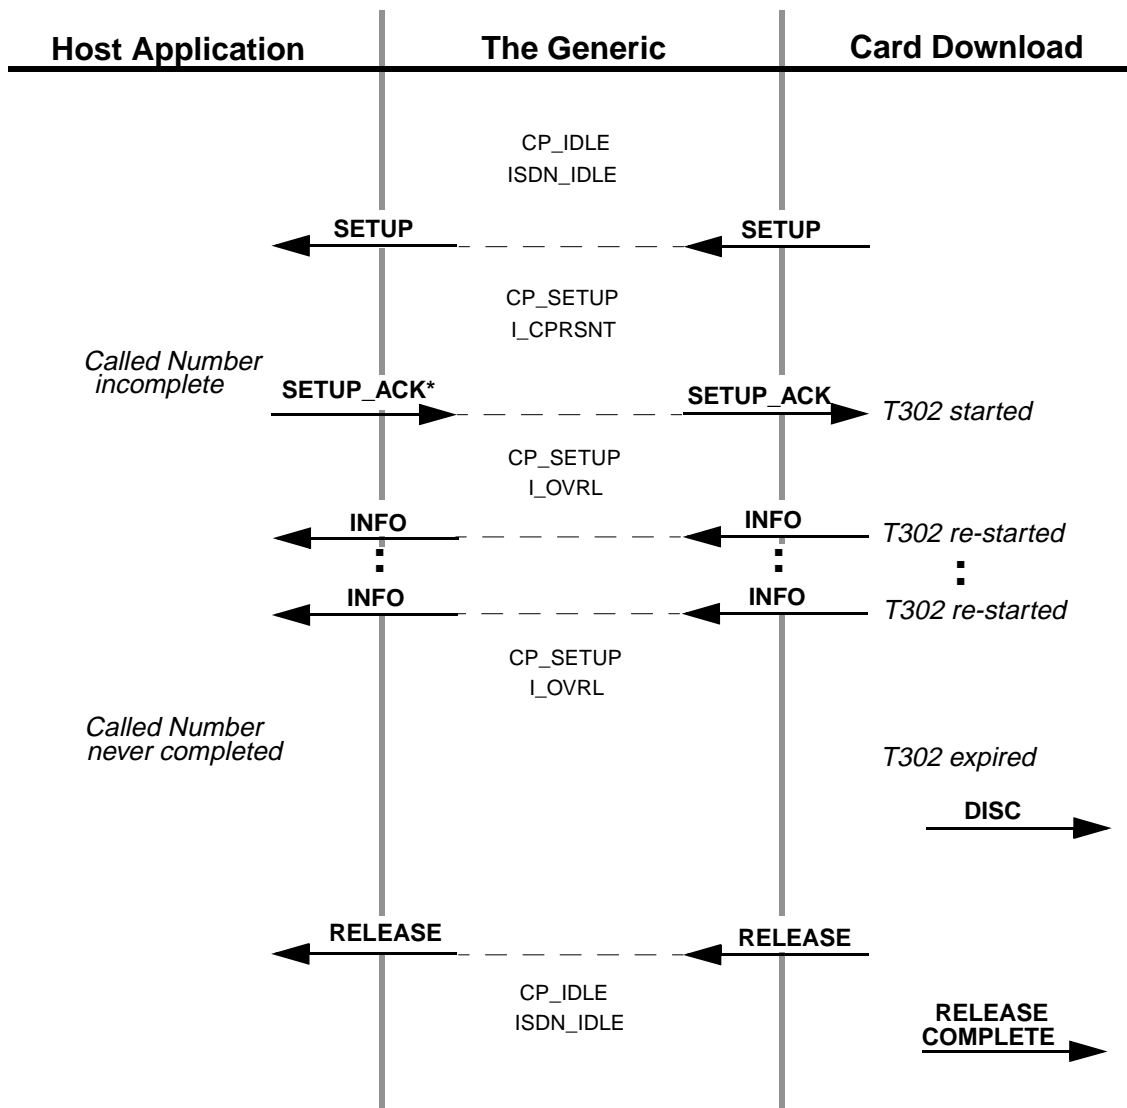 Host Application The Generic Card Download
CP_IDLE
ISDN_IDLE
SETUP SETUP
CP_SETUP
I_CPRSNT
Called Number
incomplete
SETUP_ACK* SETUP_ACK T302 started
CP_SETUP
I_OVRL
INFO INFO T302 re-started
INFO INFO T302 re-started
CP_SETUP
I_OVRL
Called Number
never completed
T302 expired
DISC
RELEASE RELEASE
CP_IDLE
ISDN_IDLE
RELEASE
COMPLETE